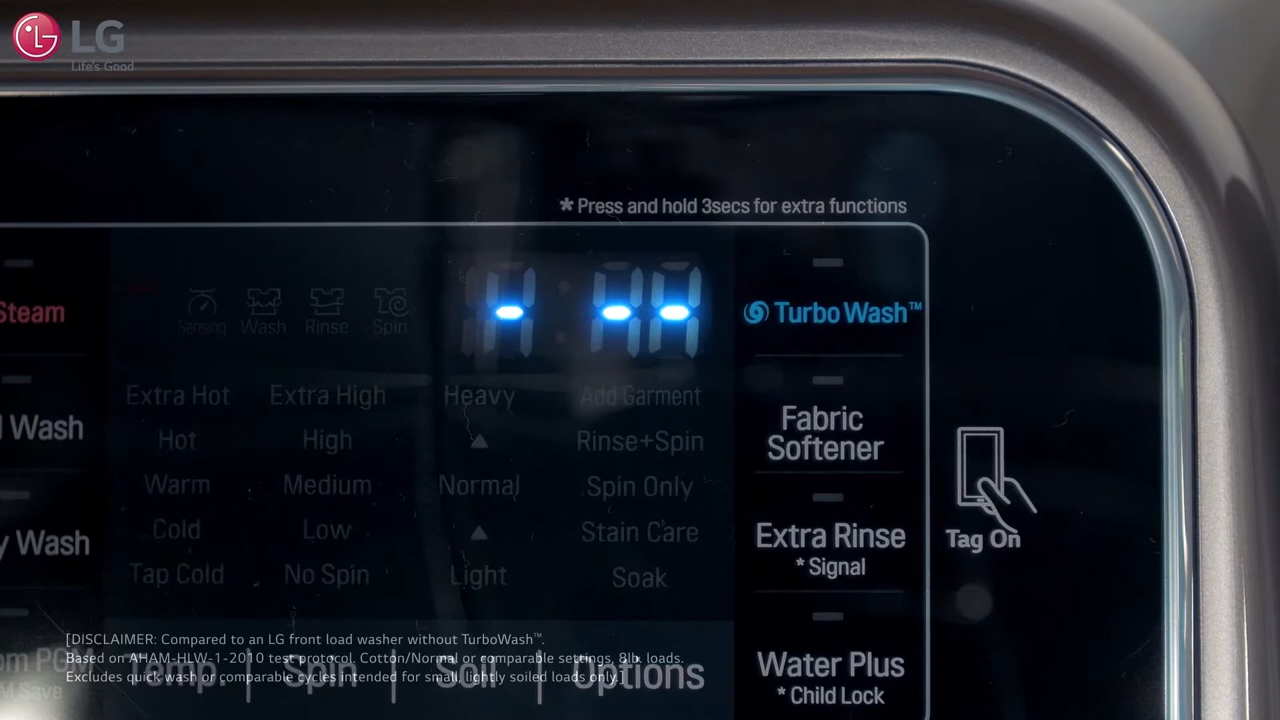 LG
Life's Good
* Press and hold 3secs for extra functions
Steam
Sensing Wash Rinse Spin
- : - -
Turbo Wash™
Extra Hot Extra High Heavy Add Garment
Hot High ▲ Rinse+Spin
Wash
Fabric
Softener
Warm Medium Normal Spin Only
Cold Low ▲ Stain Care
y Wash
Extra Rinse
* Signal
Tag On
Tap Cold No Spin Light Soak
[DISCLAIMER: Compared to an LG front load washer without TurboWash™.
Based on AHAM-HLW-1-2010 test protocol. Cotton/Normal or comparable settings, 8lb. loads.
Excludes quick wash or comparable cycles intended for small, lightly soiled loads only.]
Temp. Spin Soil Options
Water Plus
* Child Lock